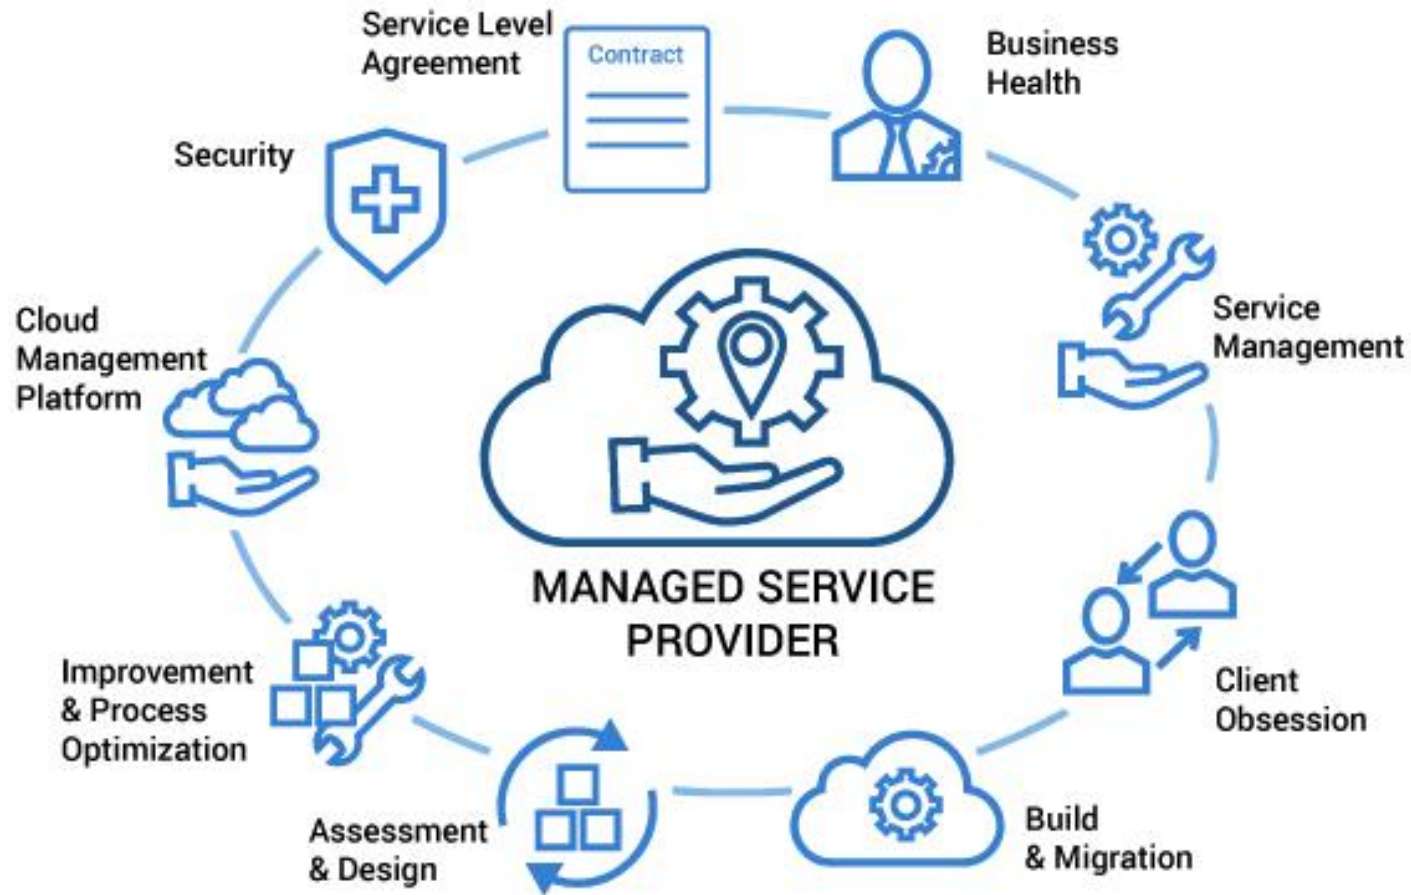 Service Level
Agreement
Contract
Business
Health
Security
Service
Management
Cloud
Management
Platform
MANAGED SERVICE
PROVIDER
Client
Obsession
Improvement
& Process
Optimization
Build
& Migration
Assessment
& Design